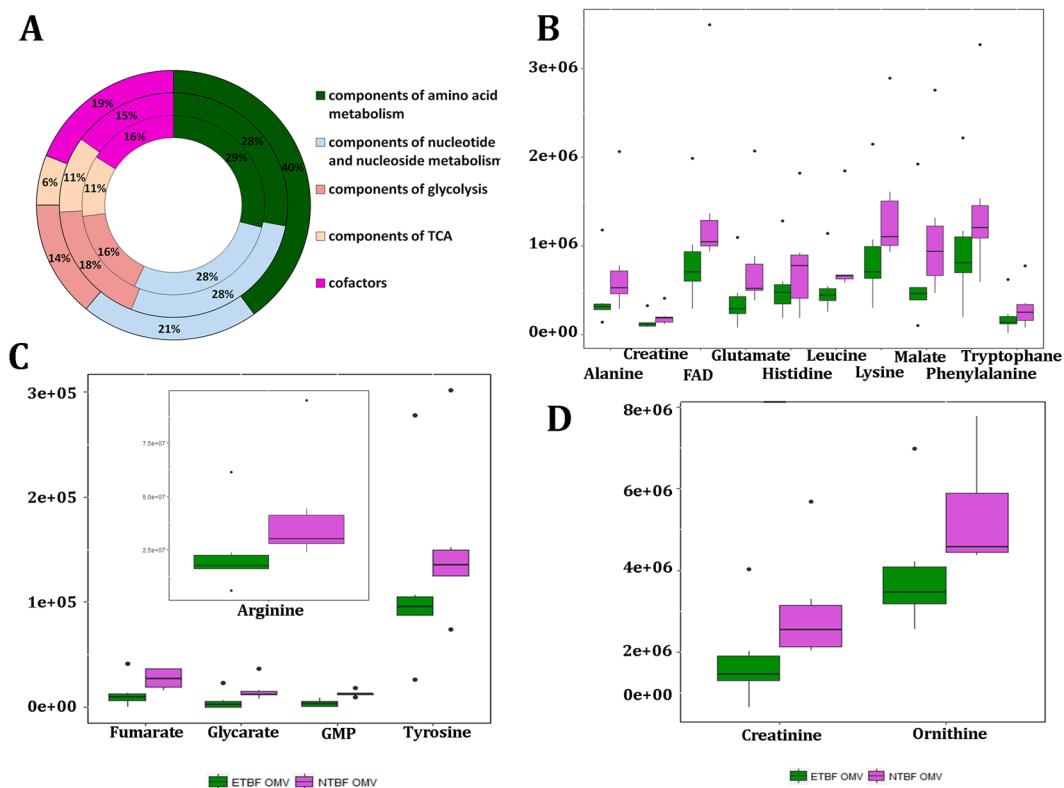 A
19%
15%
16%
28%
29%
40%
6%
11%
11%
14%
18%
16%
28%
28%
21%
components of amino acid
metabolism
components of nucleotide
and nucleoside metabolism
components of glycolysis
components of TCA
cofactors
B
3e+06
2e+06
1e+06
0e+00
Creatine Glutamate Leucine Malate Tryptophane
Alanine FAD Histidine Lysine Phenylalanine
C
3e+05
2e+05
1e+05
0e+00
7.5e+07
5.0e+07
2.5e+07
Arginine
Fumarate Glycarate GMP Tyrosine
ETBF OMV NTBF OMV
D
8e+06
6e+06
4e+06
2e+06
0e+00
Creatinine Ornithine
ETBF OMV NTBF OMV